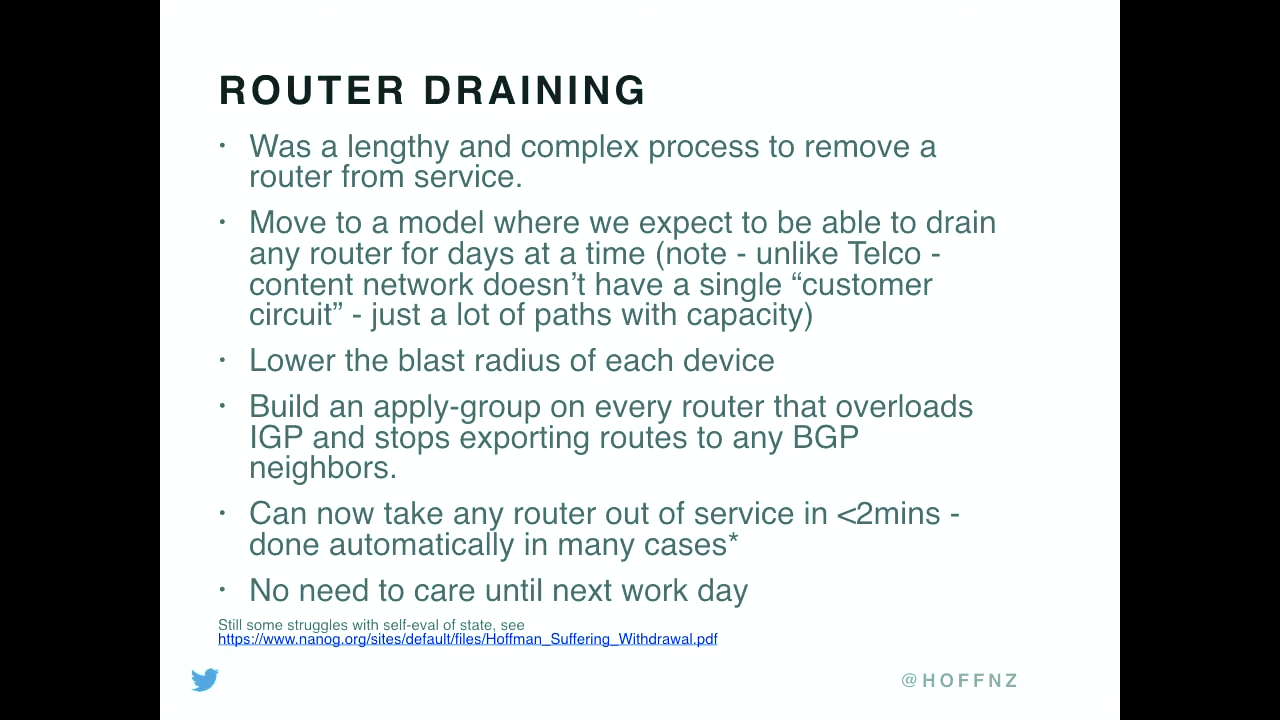 ROUTER DRAINING
· Was a lengthy and complex process to remove a
router from service.
· Move to a model where we expect to be able to drain
any router for days at a time (note - unlike Telco -
content network doesn’t have a single “customer
circuit” - just a lot of paths with capacity)
· Lower the blast radius of each device
· Build an apply-group on every router that overloads
IGP and stops exporting routes to any BGP
neighbors.
· Can now take any router out of service in <2mins -
done automatically in many cases*
· No need to care until next work day
Still some struggles with self-eval of state, see
https://www.nanog.org/sites/default/files/Hoffman_Suffering_Withdrawal.pdf
@HOFFNZ